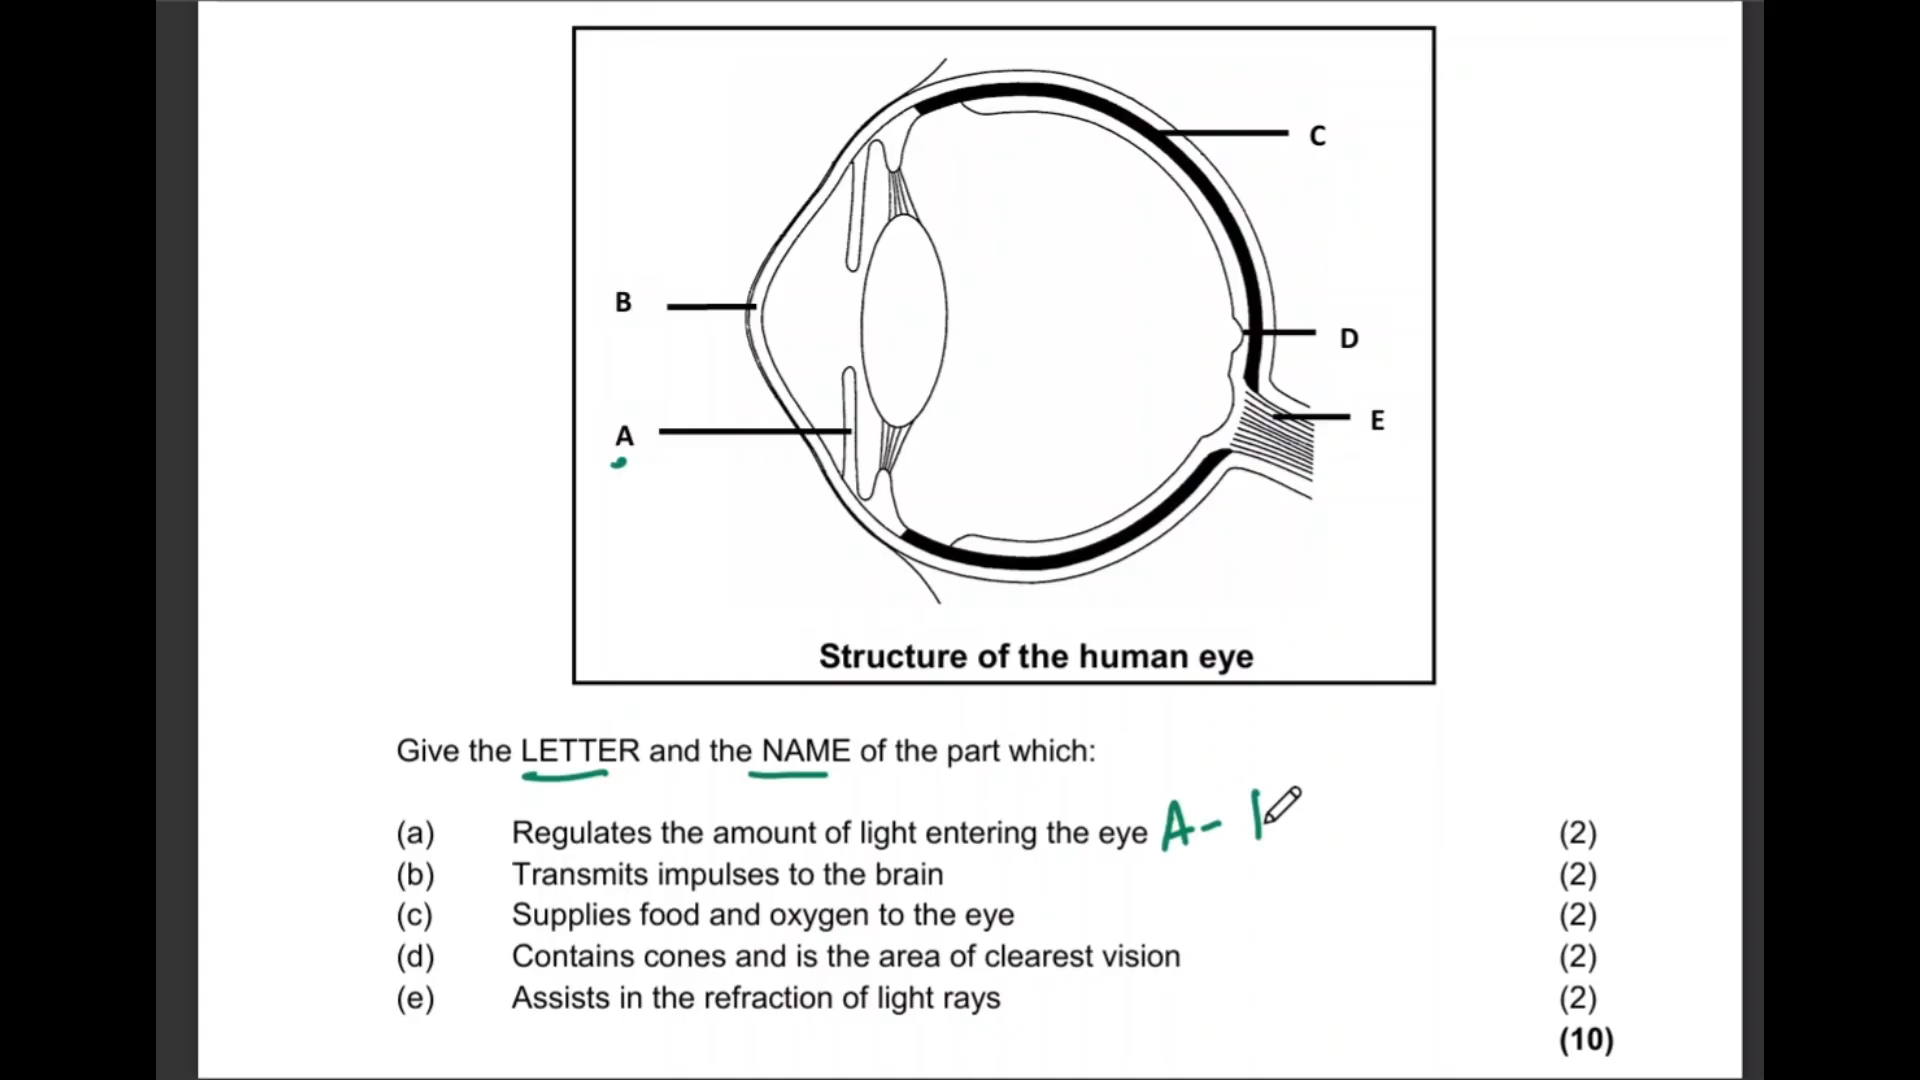 C
B
D
A
E
Structure of the human eye
Give the LETTER and the NAME of the part which:
(a) Regulates the amount of light entering the eye A- I (2)
(b) Transmits impulses to the brain (2)
(c) Supplies food and oxygen to the eye (2)
(d) Contains cones and is the area of clearest vision (2)
(e) Assists in the refraction of light rays (2)
(10)